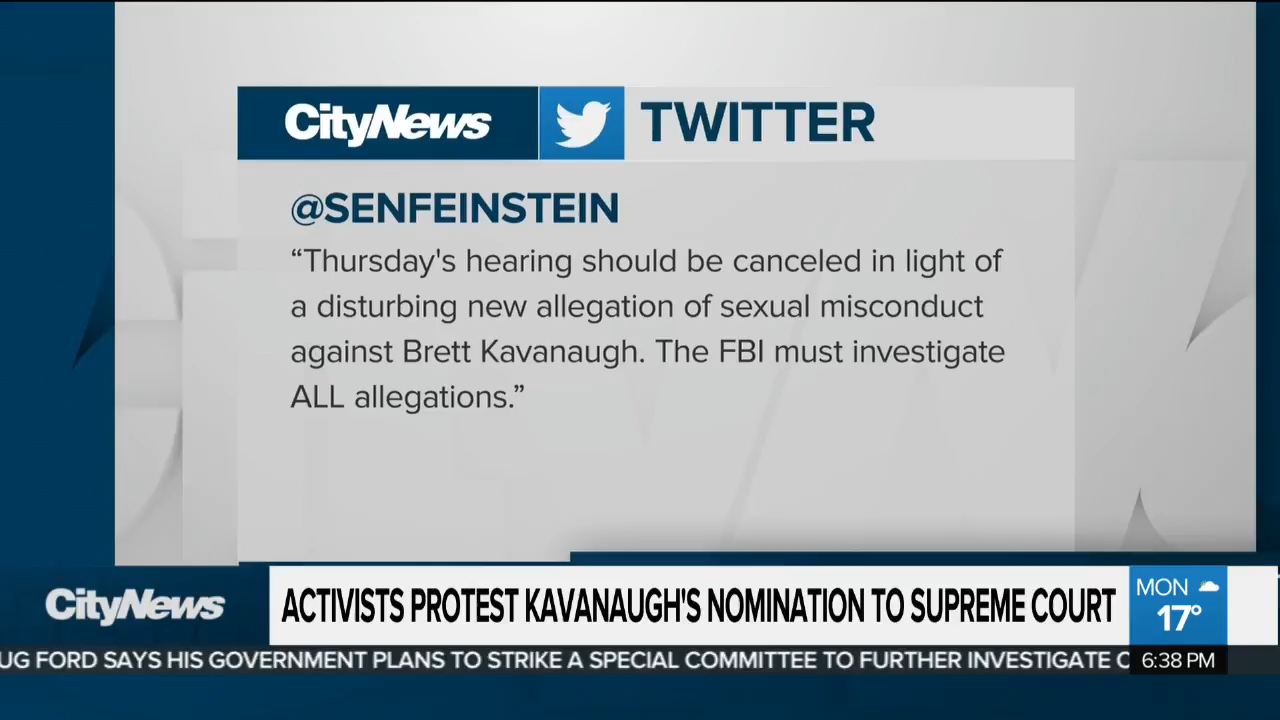 CityNews TWITTER
@SENFEINSTEIN
“Thursday's hearing should be canceled in light of
a disturbing new allegation of sexual misconduct
against Brett Kavanaugh. The FBI must investigate
ALL allegations.”
CityNews ACTIVISTS PROTEST KAVANAUGH'S NOMINATION TO SUPREME COURT
MON
17°
UG FORD SAYS HIS GOVERNMENT PLANS TO STRIKE A SPECIAL COMMITTEE TO FURTHER INVESTIGATE
6:38 PM